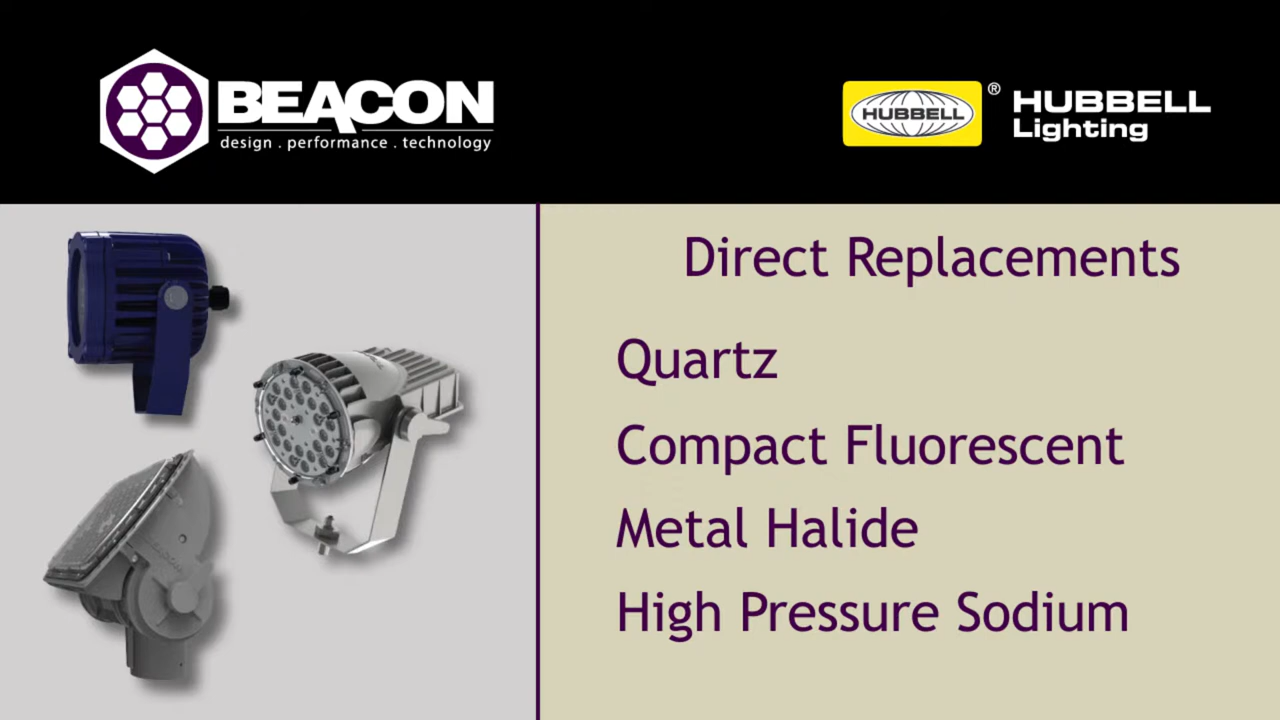 BEACON
design . performance . technology
HUBBELL
®
HUBBELL
Lighting
Direct Replacements
Quartz
Compact Fluorescent
Metal Halide
High Pressure Sodium